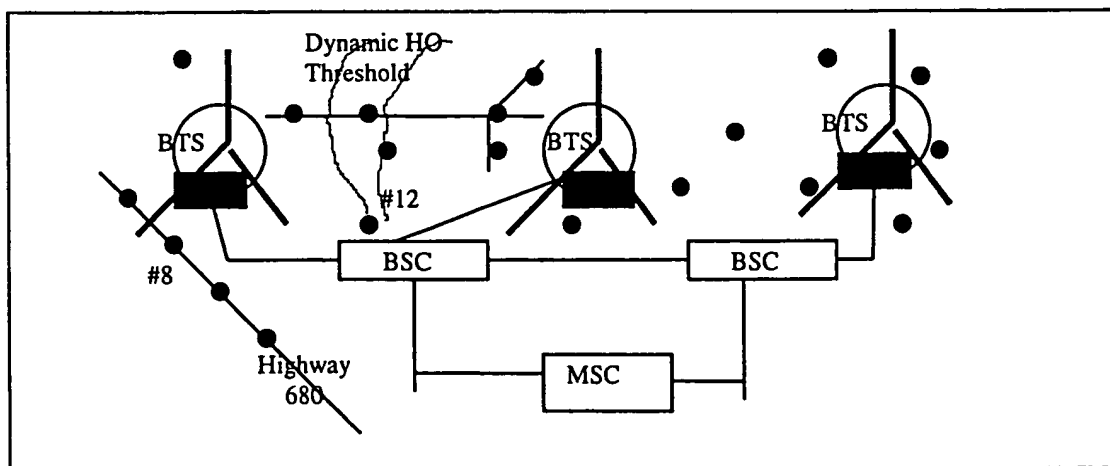 Dynamic HO
Threshold
BTS
BTS
BTS
#12
#8
BSC
BSC
Highway
680
MSC